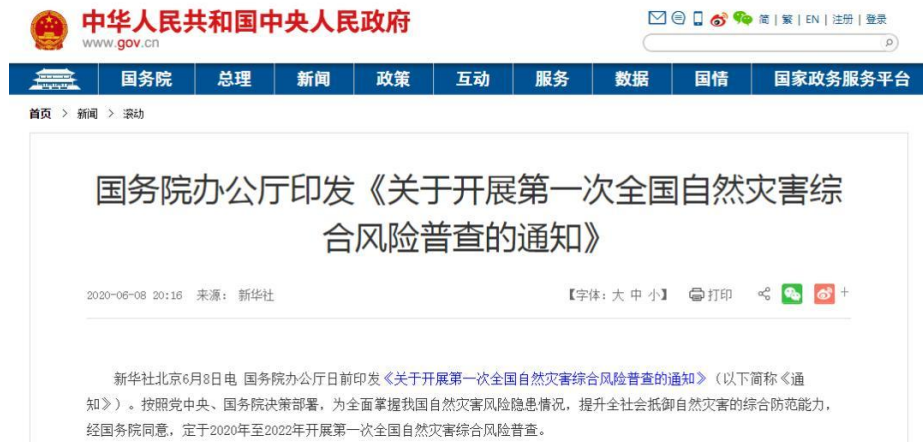 中华人民共和国中央人民政府
www.gov.cn
简 | 繁 | EN | 注册 | 登录
国务院 总理 新闻 政策 互动 服务 数据 国情 国家政务服务平台
首页 > 新闻 > 滚动
国务院办公厅印发《关于开展第一次全国自然灾害综
合风险普查的通知》
2020-06-08 20:16 来源： 新华社 【字体：大 中 小】 打印 +
新华社北京6月8日电 国务院办公厅日前印发《关于开展第一次全国自然灾害综合风险普查的通知》（以下简称《通
知》）。按照党中央、国务院决策部署，为全面掌握我国自然灾害风险隐患情况，提升全社会抵御自然灾害的综合防范能力，
经国务院同意，定于2020年至2022年开展第一次全国自然灾害综合风险普查。